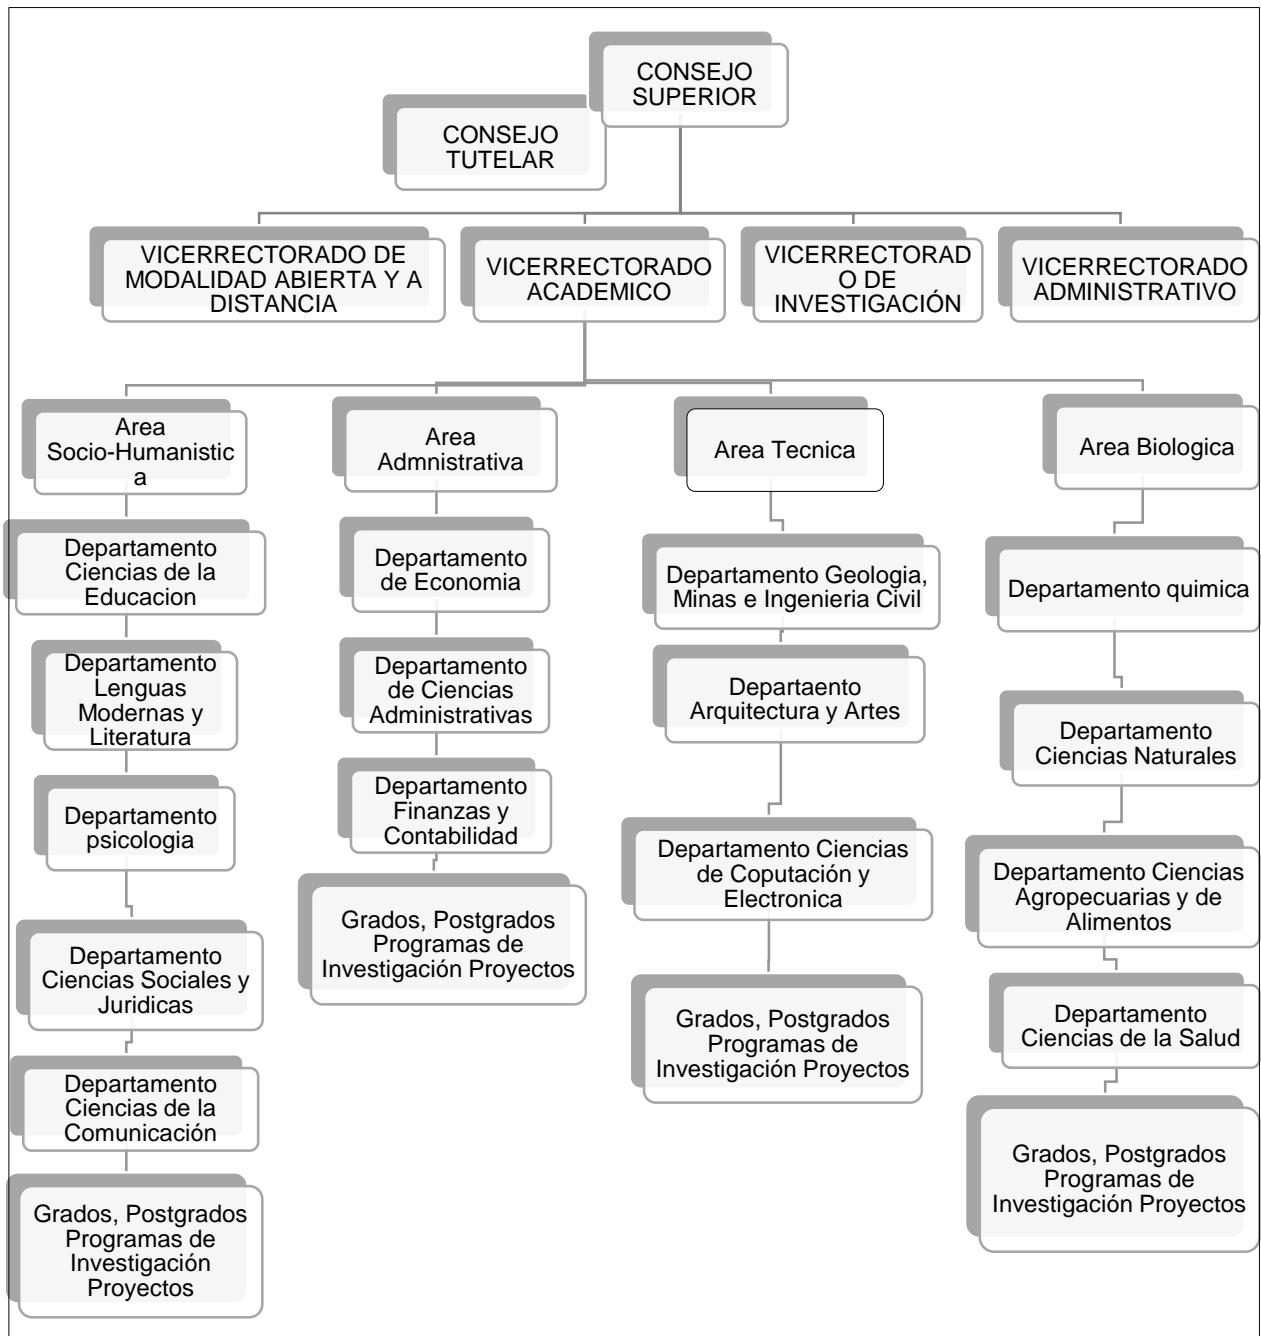 CONSEJO
SUPERIOR
CONSEJO
TUTELAR
VICERRECTORADO DE
MODALIDAD ABIERTA Y A
DISTANCIA
VICERRECTORADO
ACADEMICO
VICERRECTORAD
O DE
INVESTIGACIÓN
VICERRECTORADO
ADMINISTRATIVO
Area
Socio-Humanistic
a
Departamento
Ciencias de la
Educacion
Departamento
Lenguas
Modernas y
Literatura
Departamento
psicologia
Departamento
Ciencias Sociales y
Juridicas
Departamento
Ciencias de la
Comunicación
Grados, Postgrados
Programas de
Investigación
Proyectos
Area
Admnistrativa
Departamento
de Economia
Departamento
de Ciencias
Administrativas
Departamento
Finanzas y
Contabilidad
Grados, Postgrados
Programas de
Investigación Proyectos
Area Tecnica
Departamento Geologia,
Minas e Ingenieria Civil
Departaento
Arquitectura y Artes
Departamento Ciencias
de Coputación y
Electronica
Grados, Postgrados
Programas de
Investigación Proyectos
Area Biologica
Departamento quimica
Departamento
Ciencias Naturales
Departamento Ciencias
Agropecuarias y de
Alimentos
Departamento
Ciencias de la Salud
Grados, Postgrados
Programas de
Investigación Proyectos